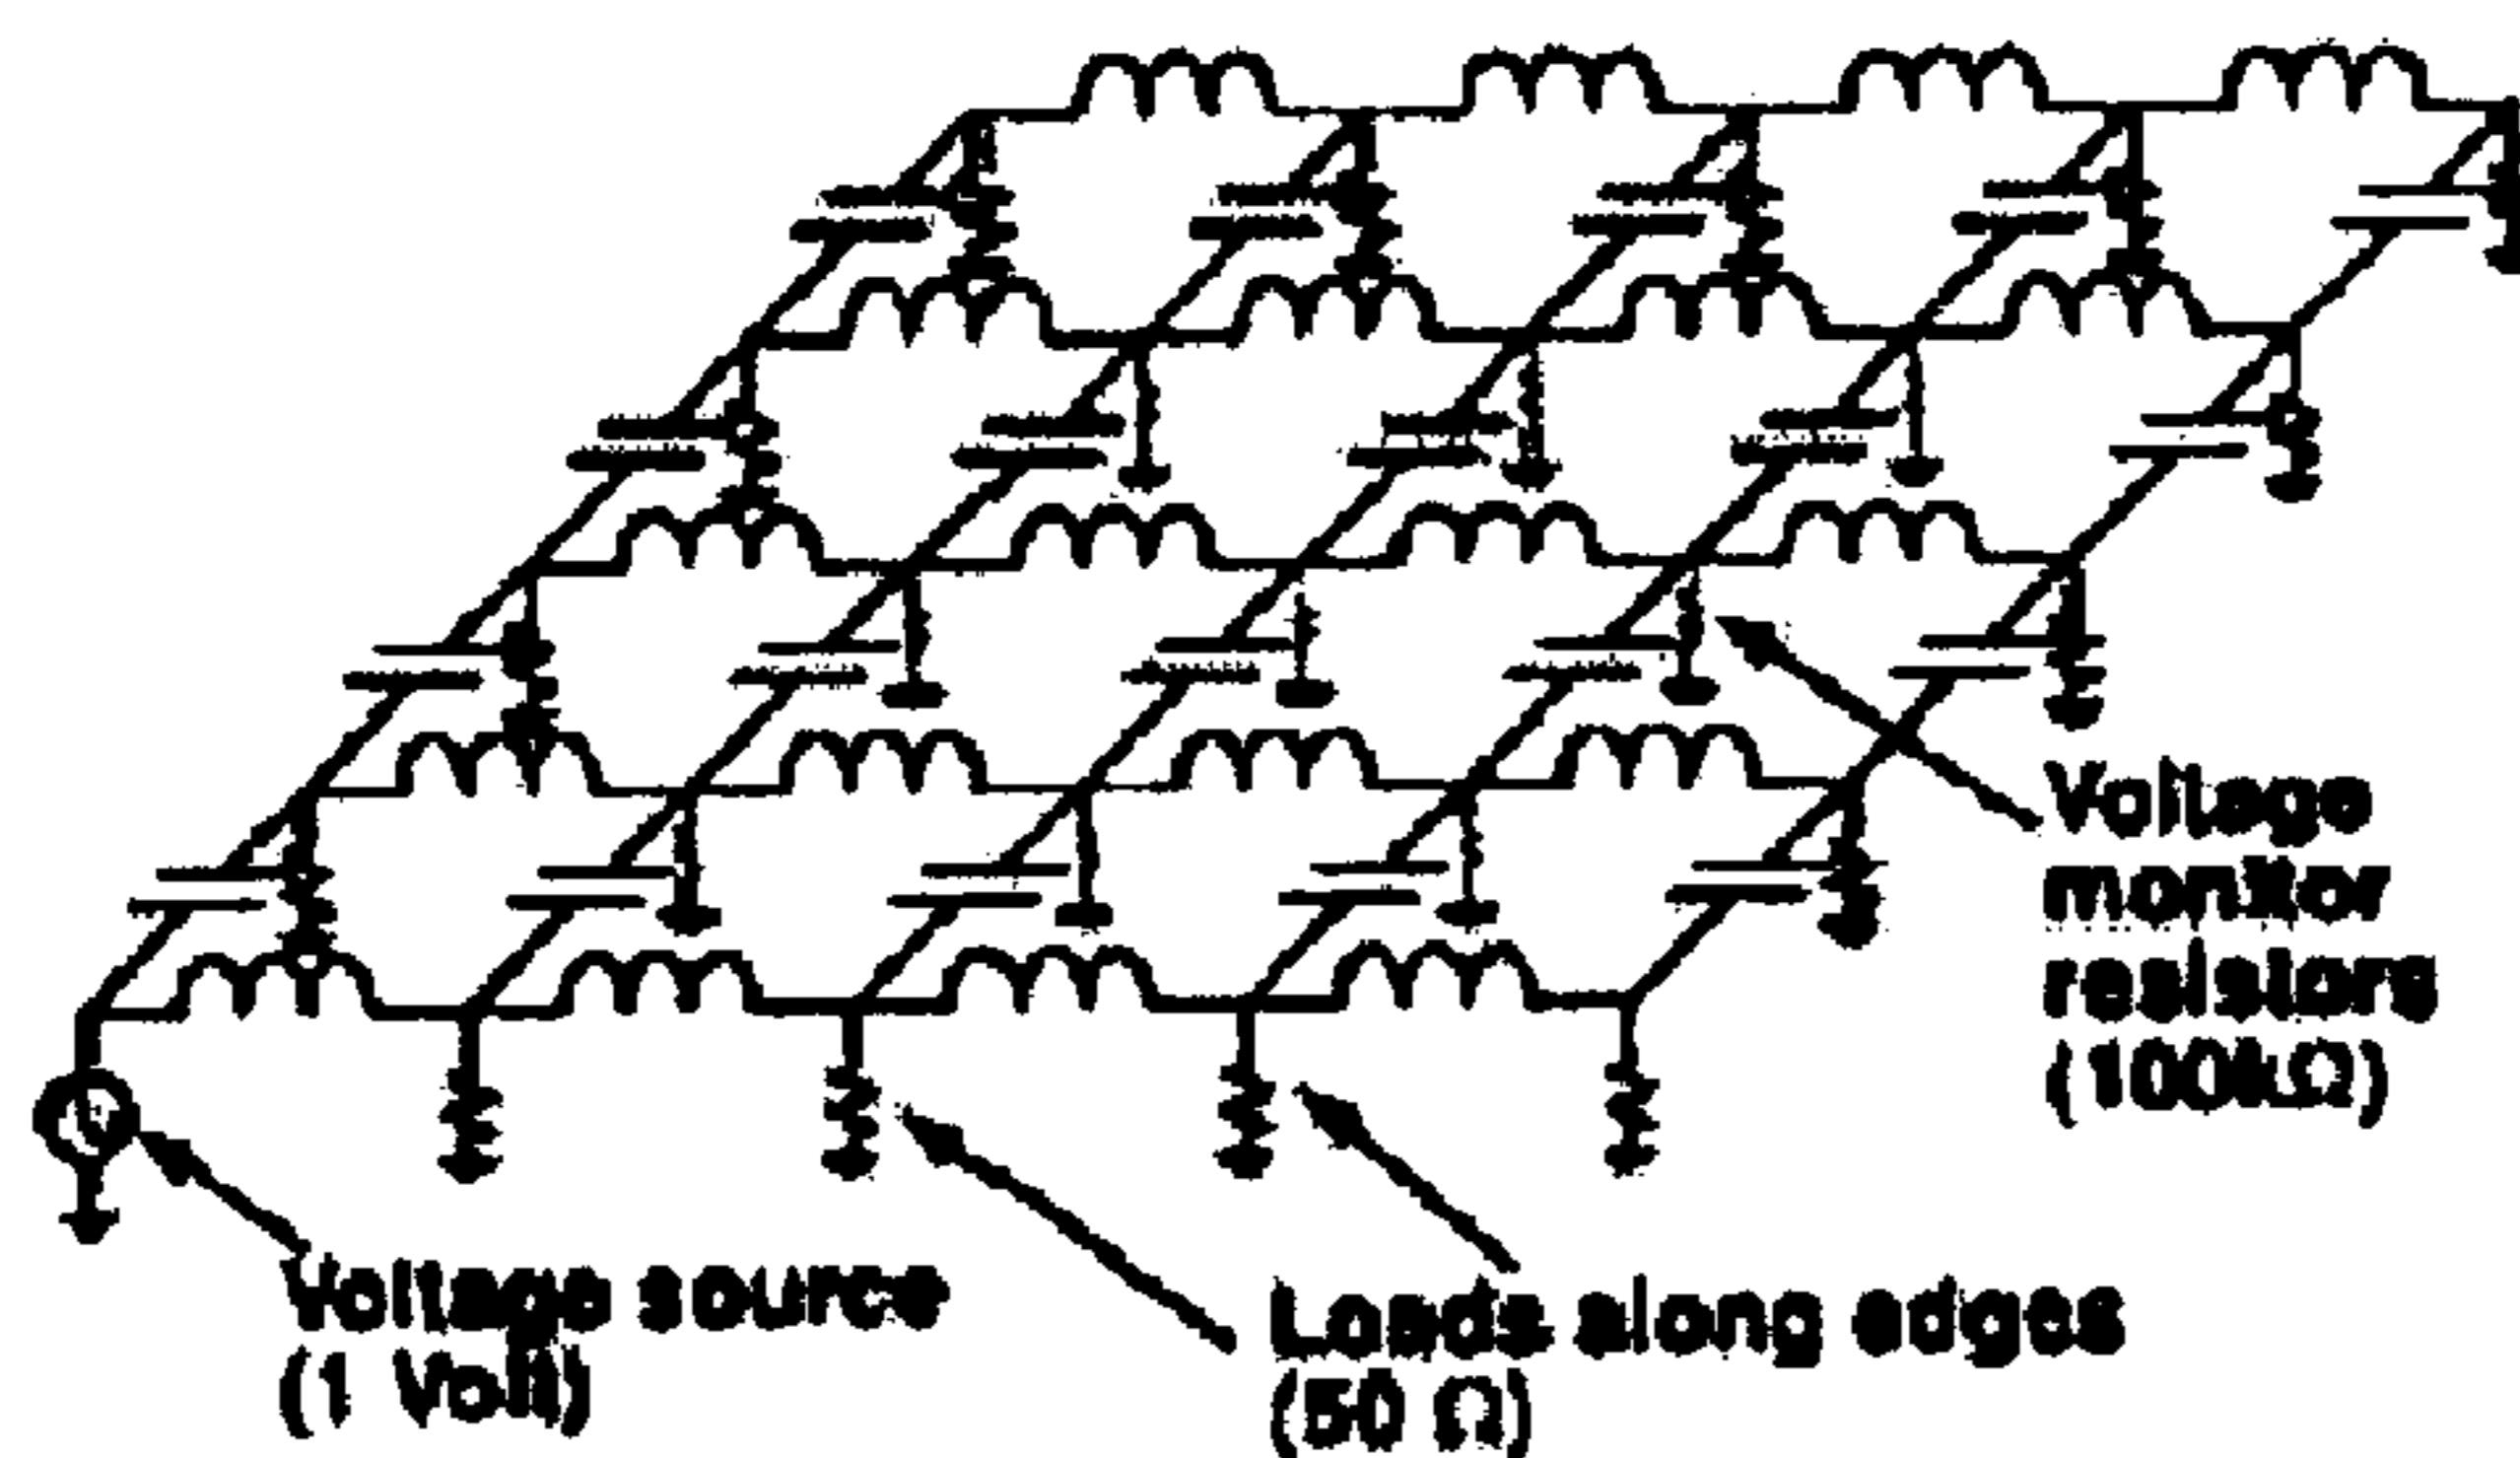 Voltage
monitor
resistors
(100kΩ)
Voltage source
(1 Volt)
Loads along edges
(50 Ω)